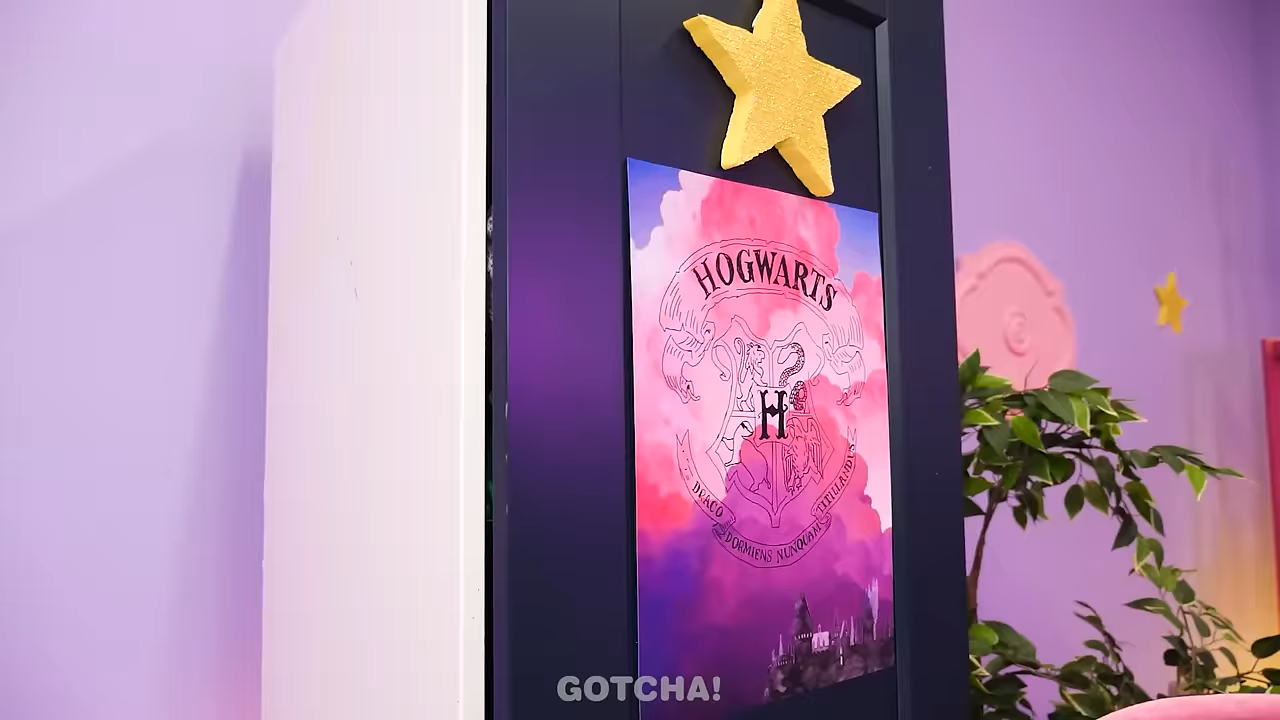 HOGWARTS
H
DRACO
DORMIENS NUNQUAM
TITILLANDUS
GOTCHA!